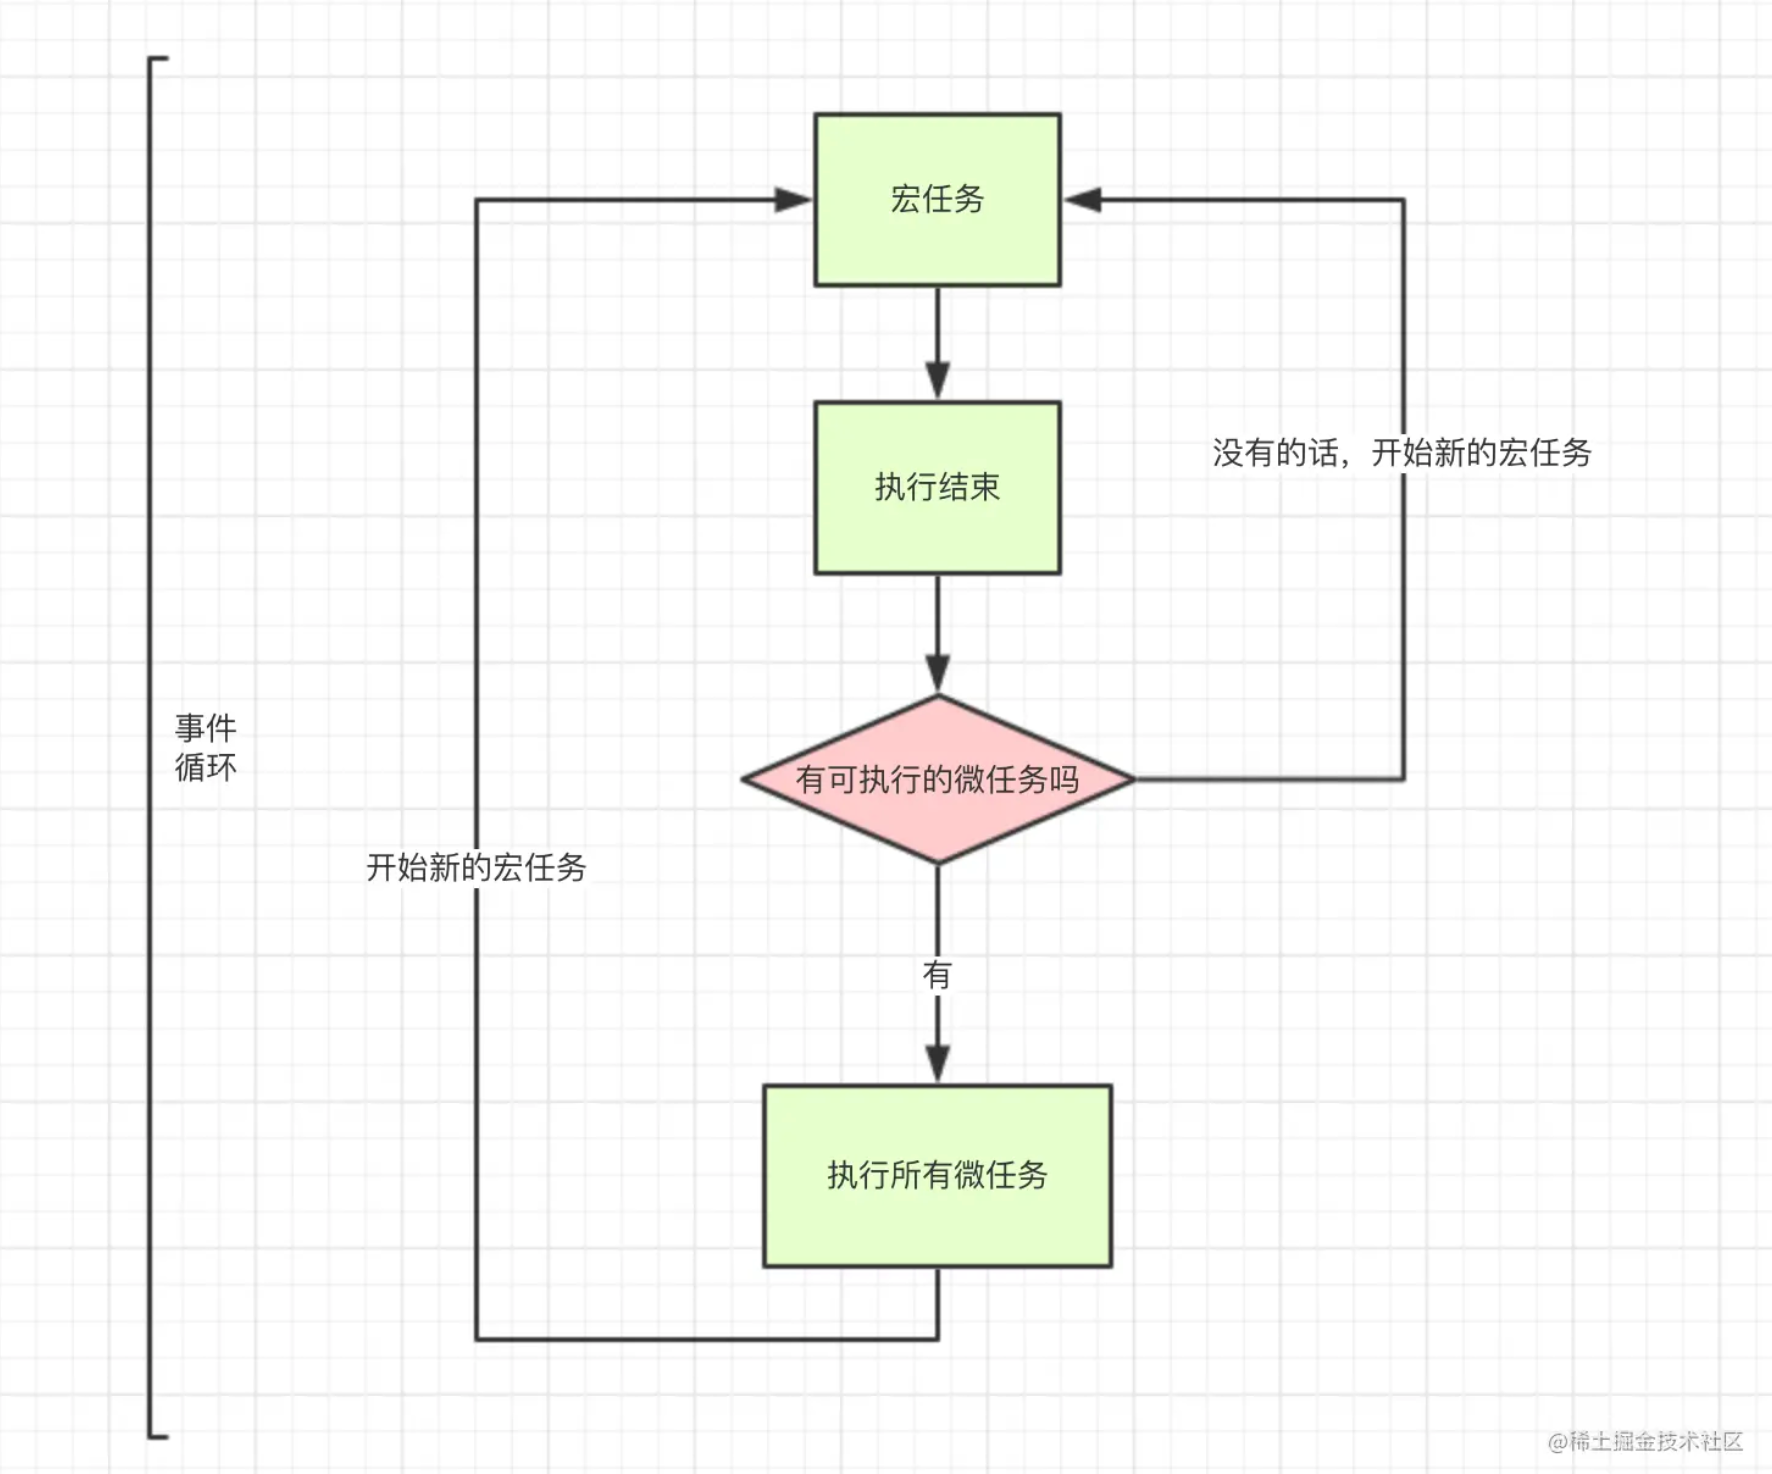 宏任务
执行结束
没有的话，开始新的宏任务
事件
循环
有可执行的微任务吗
开始新的宏任务
有
执行所有微任务
@稀土掘金技术社区